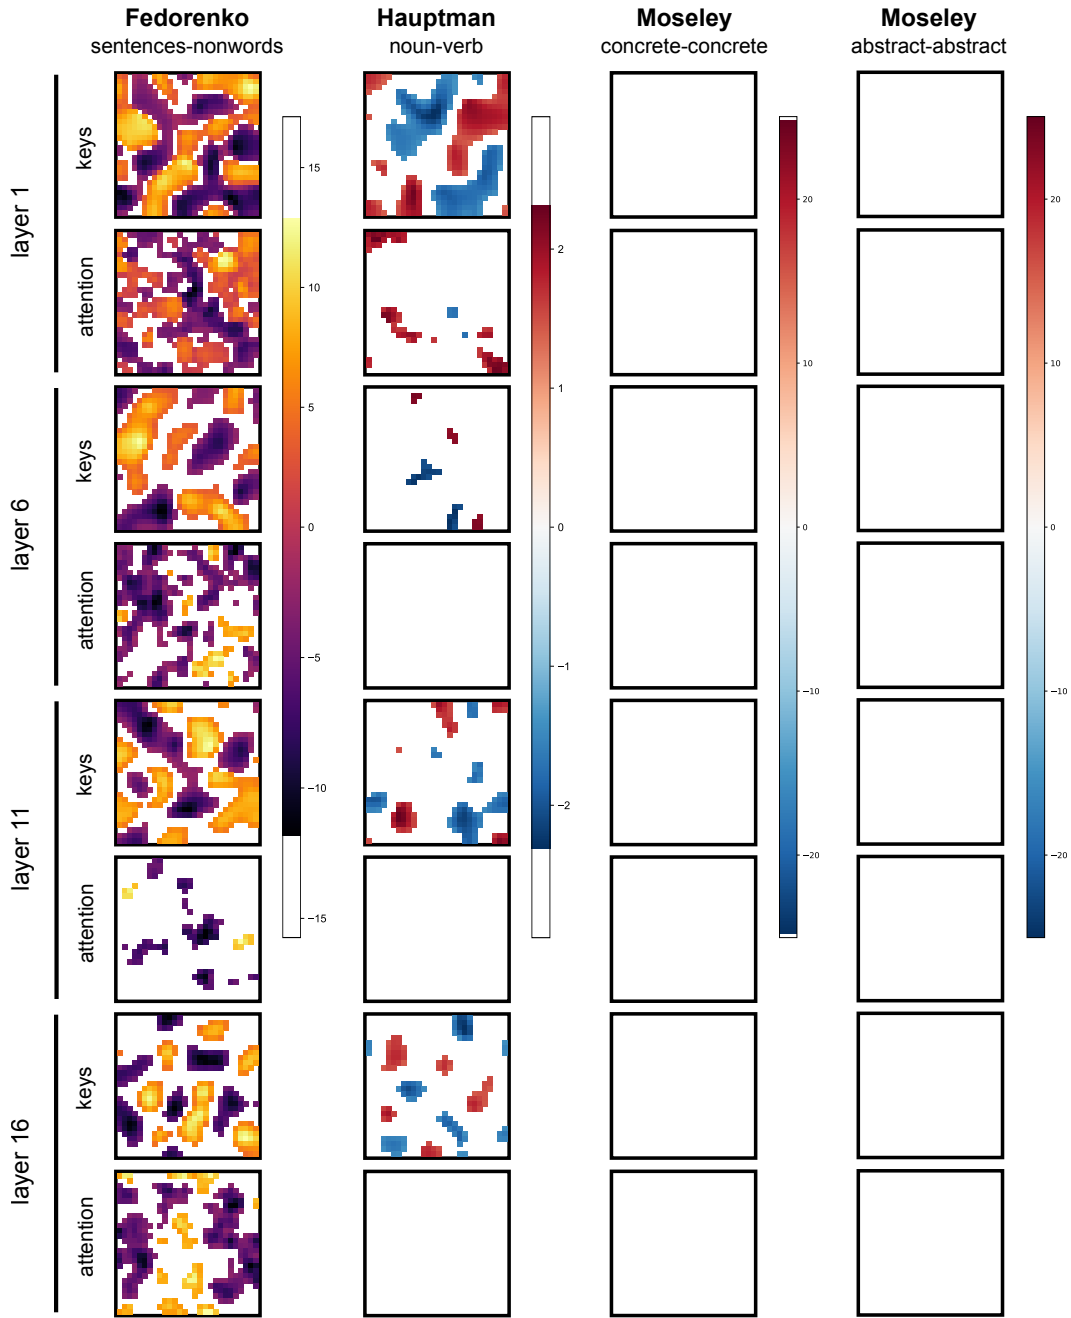 Fedorenko
sentences-nonwords
Hauptman
noun-verb
Moseley
concrete-concrete
Moseley
abstract-abstract
layer 1
keys
attention
layer 6
keys
attention
layer 11
keys
attention
layer 16
keys
attention
15
10
5
0
−5
−10
−15
2
1
0
−1
−2
20
10
0
−10
−20
20
10
0
−10
−20